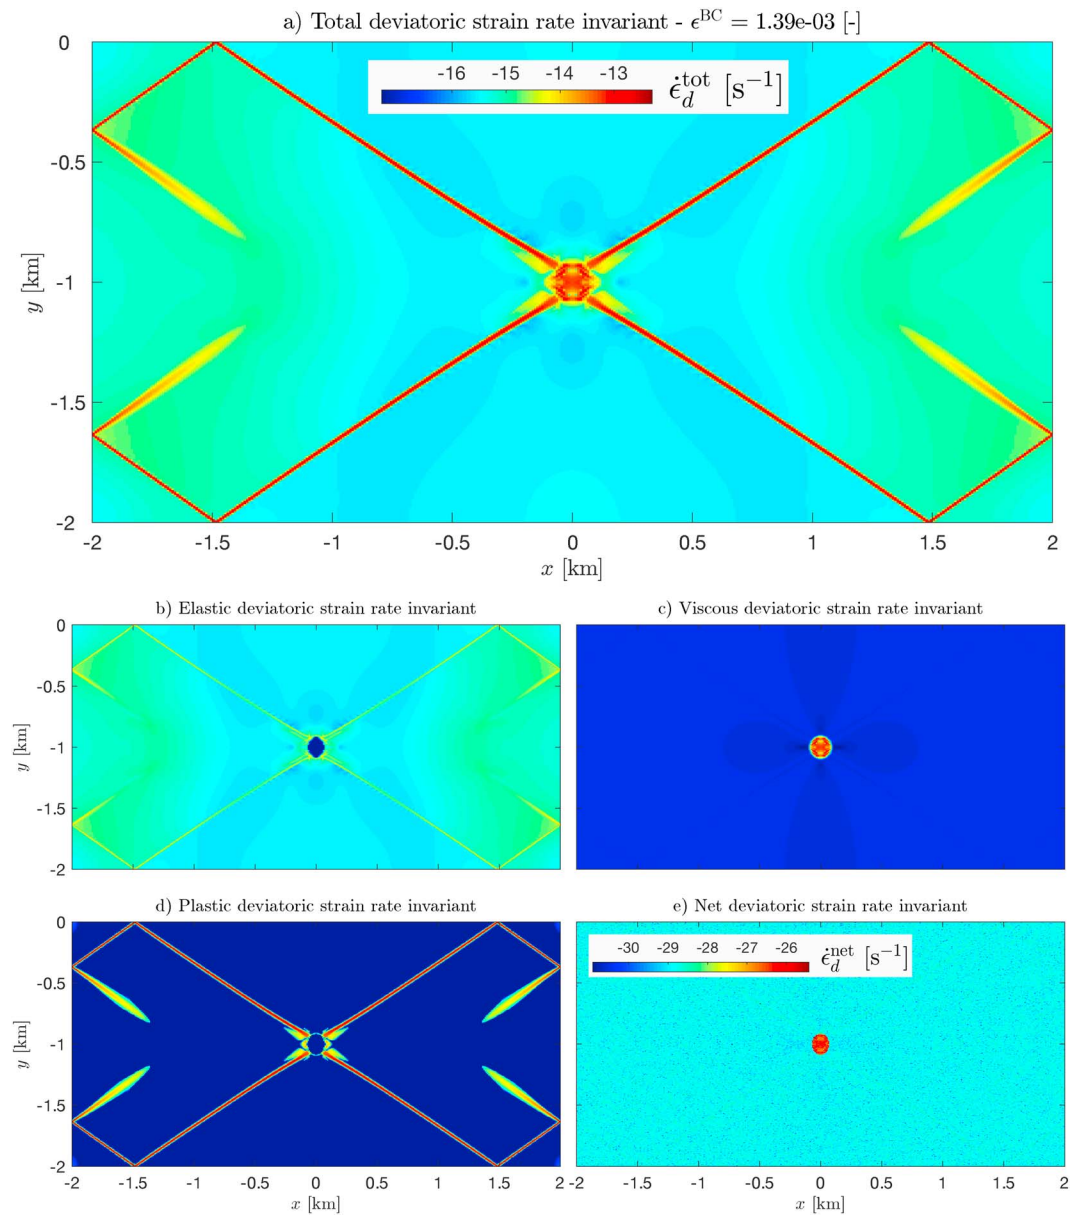 a) Total deviatoric strain rate invariant - ϵ^BC = 1.39e-03 [-]
0
-0.5
-1
-1.5
-2
y [km]
-16 -15 -14 -13
ϵ̇_d^tot [s⁻¹]
-2 -1.5 -1 -0.5 0 0.5 1 1.5 2
x [km]
b) Elastic deviatoric strain rate invariant
0
-0.5
-1
-1.5
-2
y [km]
c) Viscous deviatoric strain rate invariant
d) Plastic deviatoric strain rate invariant
0
-0.5
-1
-1.5
-2
y [km]
-2 -1.5 -1 -0.5 0 0.5 1 1.5 2
x [km]
e) Net deviatoric strain rate invariant
-30 -29 -28 -27 -26
ϵ̇_d^net [s⁻¹]
-2 -1.5 -1 -0.5 0 0.5 1 1.5 2
x [km]